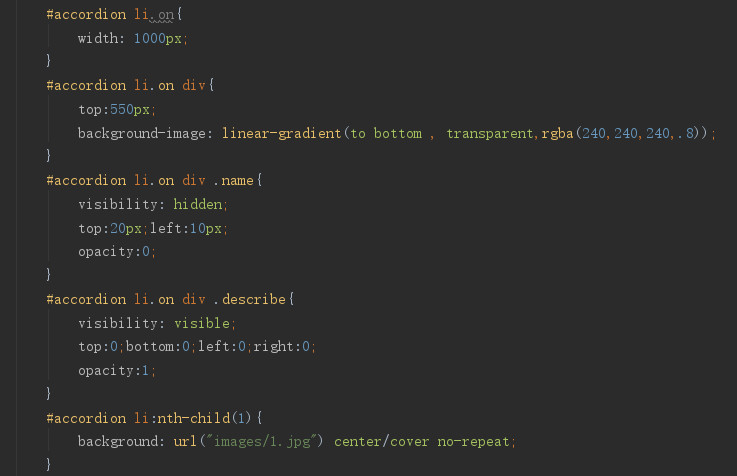 #accordion li.on{
width: 1000px;
}
#accordion li.on div{
top:550px;
background-image: linear-gradient(to bottom , transparent,rgba(240,240,240,.8));
}
#accordion li.on div .name{
visibility: hidden;
top:20px;left:10px;
opacity:0;
}
#accordion li.on div .describe{
visibility: visible;
top:0;bottom:0;left:0;right:0;
opacity:1;
}
#accordion li:nth-child(1){
background: url("images/1.jpg") center/cover no-repeat;
}